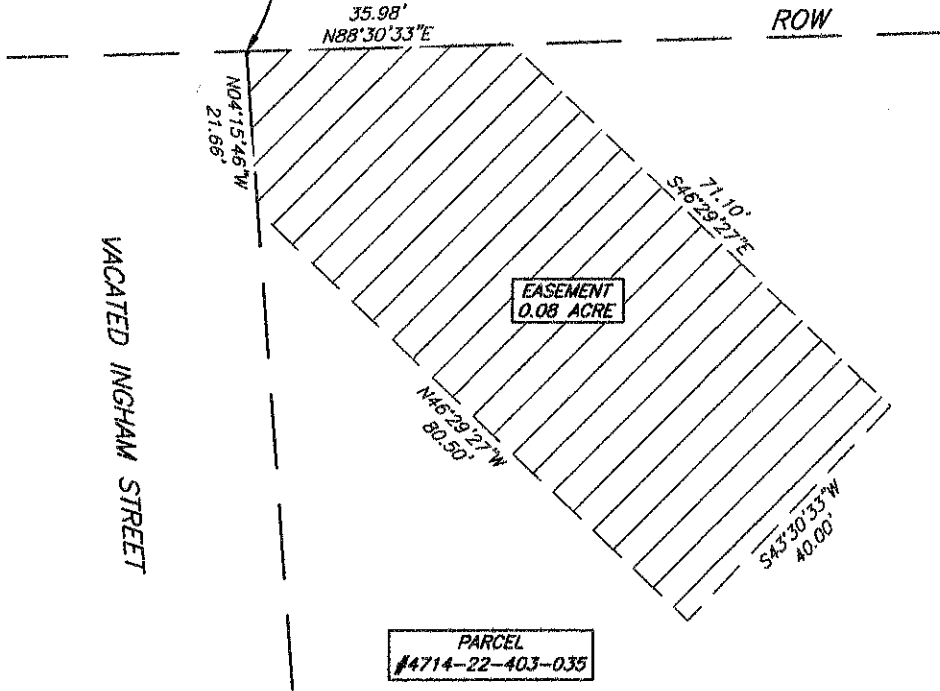 35.98'
N88°30'33"E
ROW
N04°15'46"W
21.66'
71.10'
S46°29'27"E
VACATED INGHAM STREET
EASEMENT
0.08 ACRE
N46°29'27"W
80.50'
S43°30'33"W
40.00'
PARCEL
#4714-22-403-035